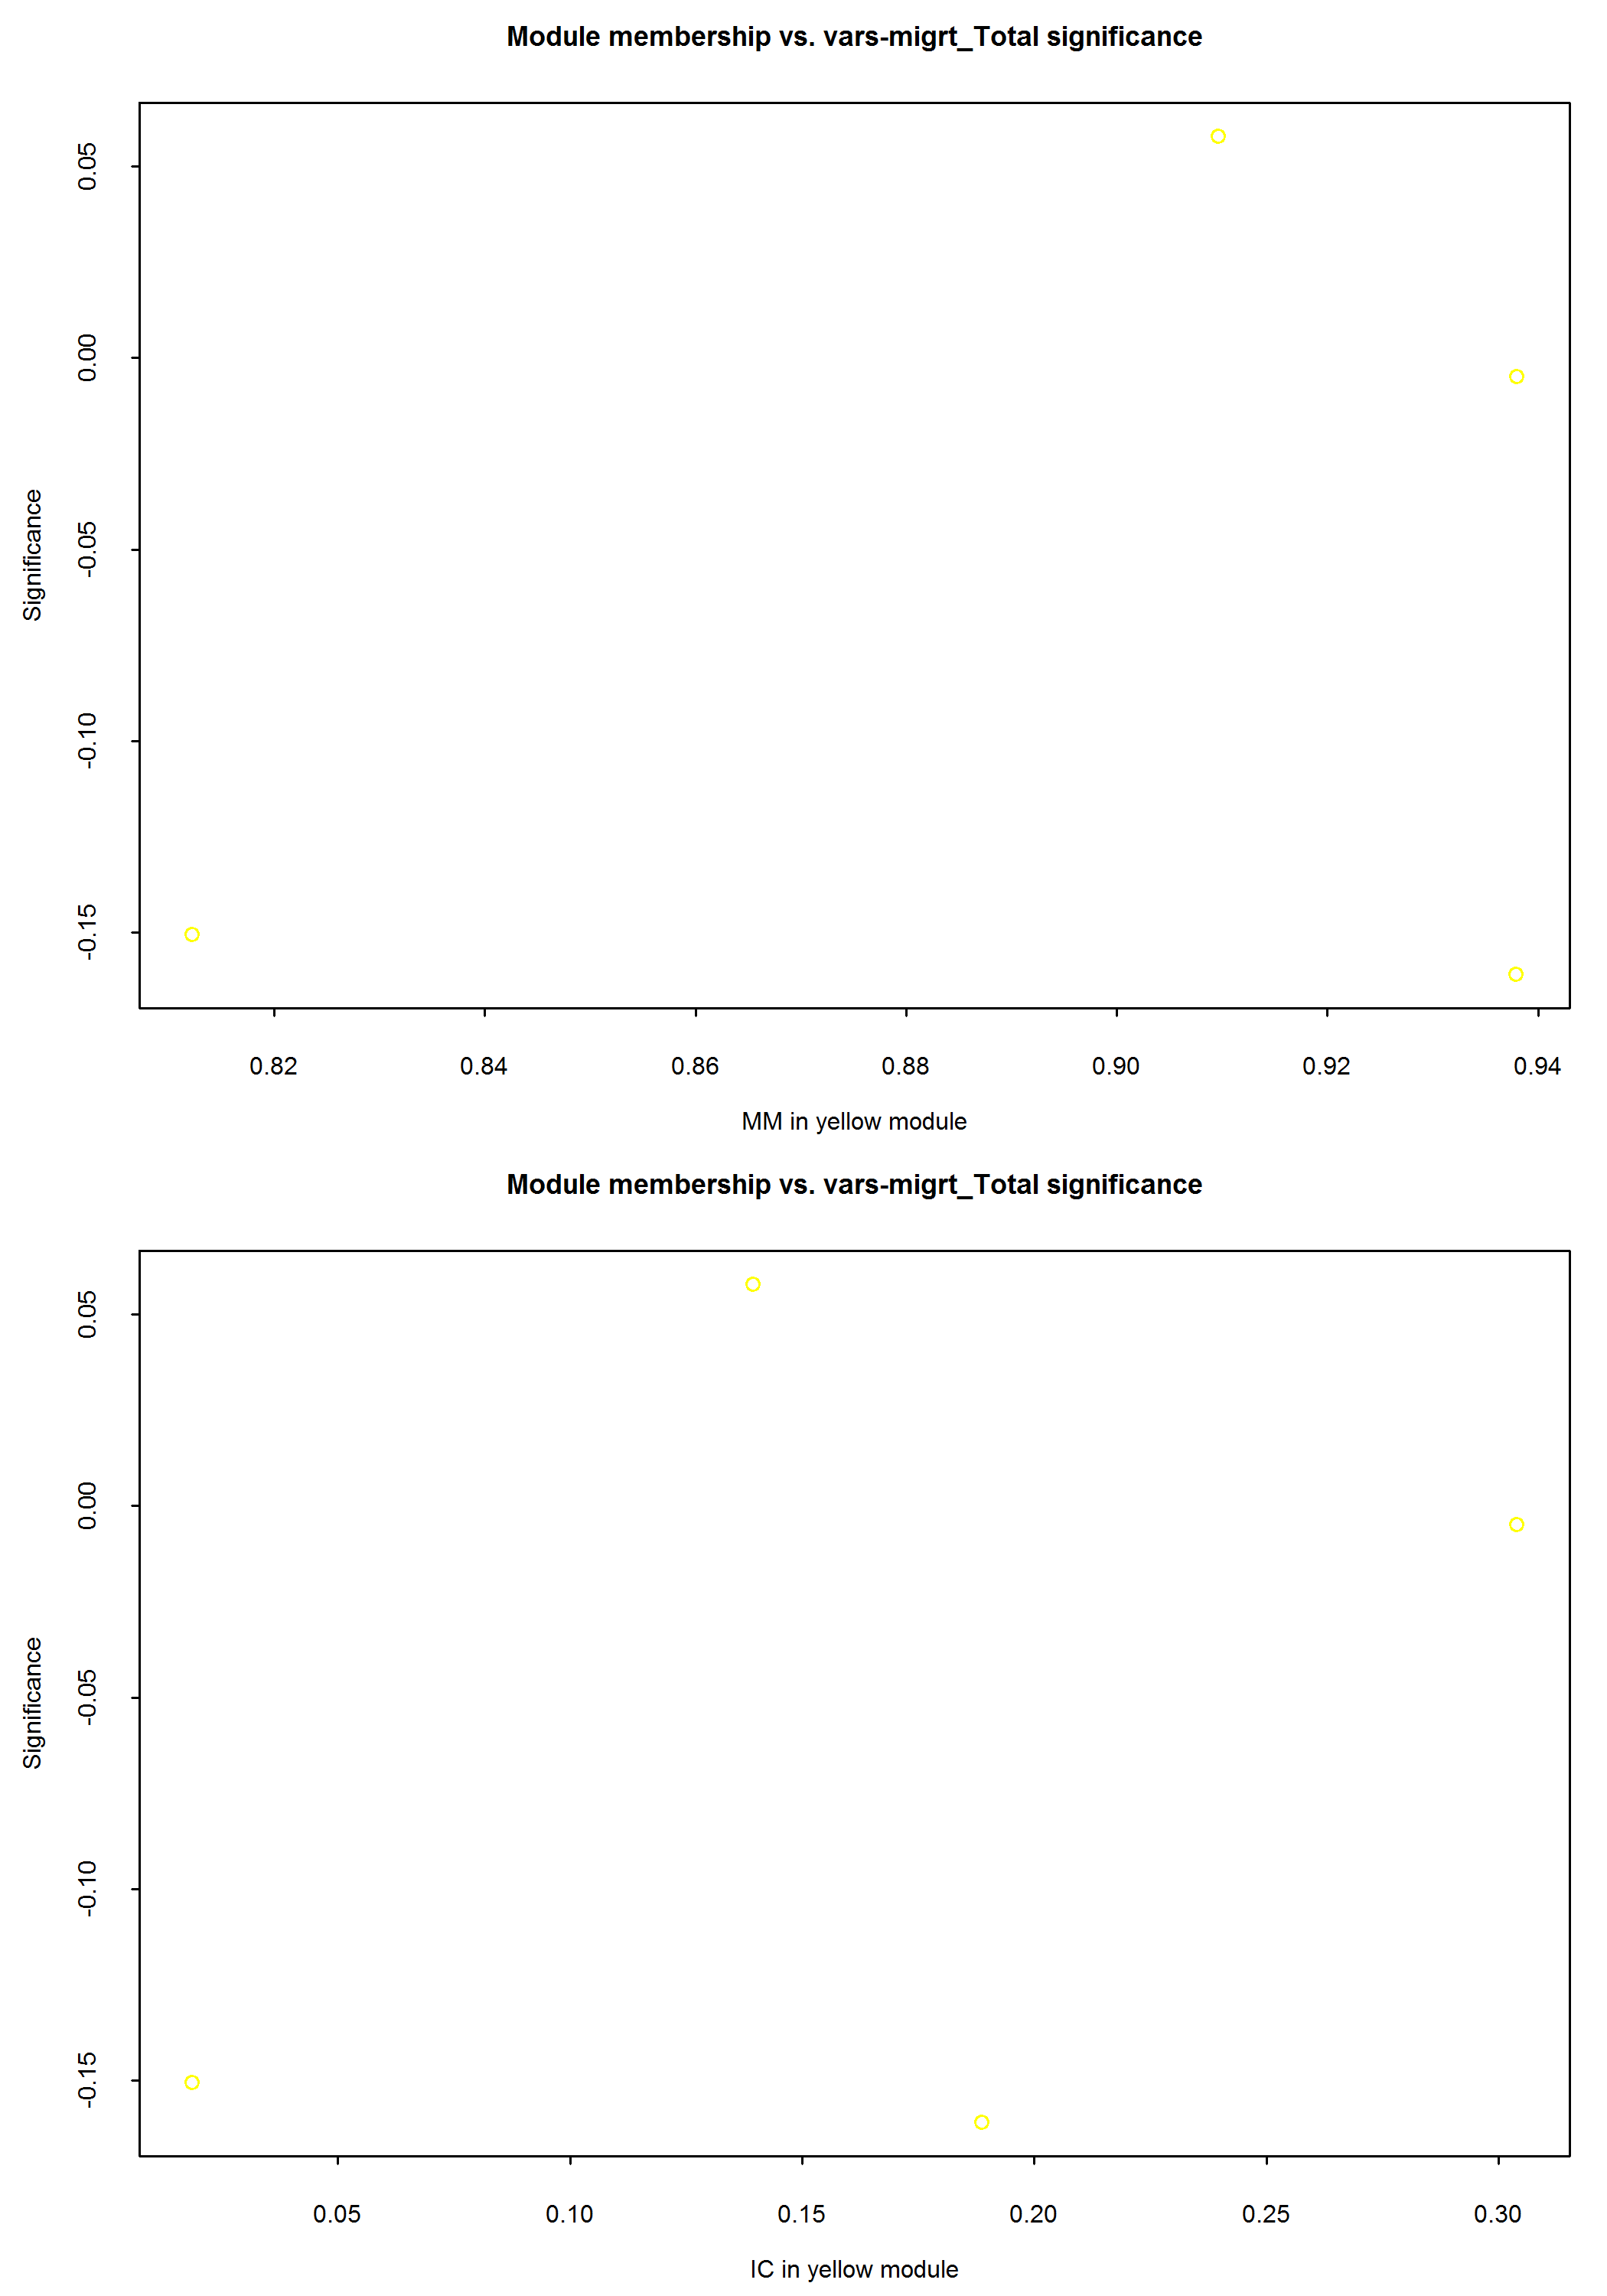 Module membership vs. vars-migrt_Total significance
0.05
0.00
-0.05
-0.10
-0.15
Significance
0.82 0.84 0.86 0.88 0.90 0.92 0.94
MM in yellow module
Module membership vs. vars-migrt_Total significance
0.05
0.00
-0.05
-0.10
-0.15
Significance
0.05 0.10 0.15 0.20 0.25 0.30
IC in yellow module